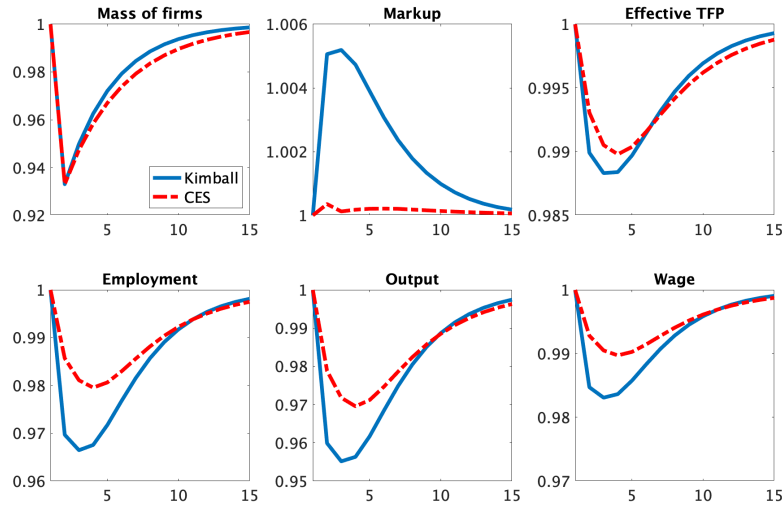 Mass of firms
1
0.98
0.96
0.94
0.92
5 10 15
Kimball
CES
Markup
1.006
1.004
1.002
1
5 10 15
Effective TFP
1
0.995
0.99
0.985
5 10 15
Employment
1
0.99
0.98
0.97
0.96
5 10 15
Output
1
0.99
0.98
0.97
0.96
0.95
5 10 15
Wage
1
0.99
0.98
0.97
5 10 15